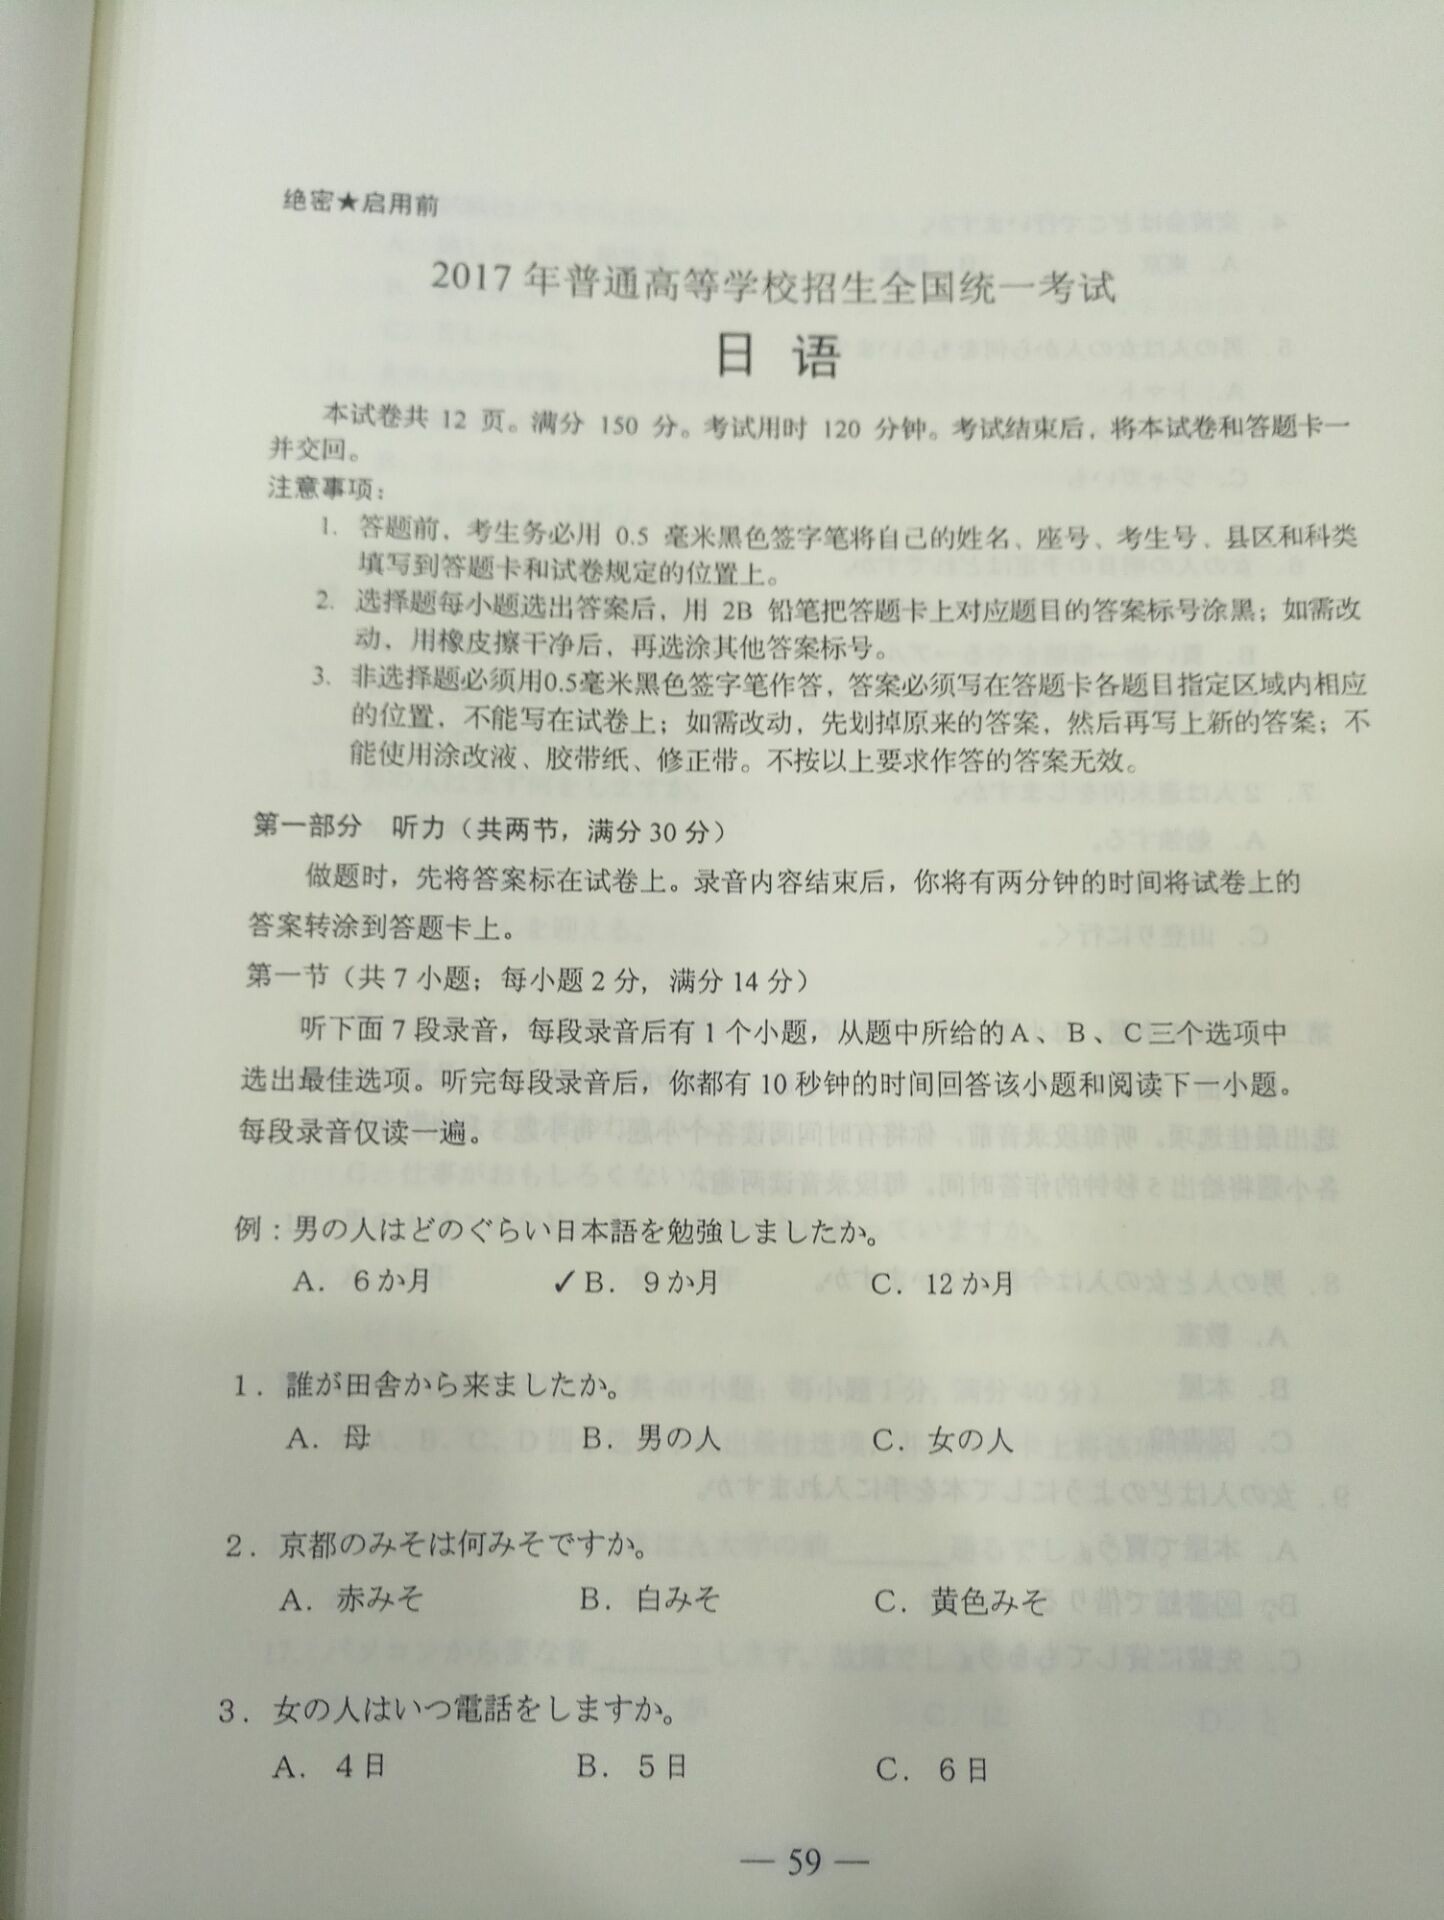 绝密★启用前
2017 年普通高等学校招生全国统一考试
日 语
本试卷共 12 页。满分 150 分。考试用时 120 分钟。考试结束后，将本试卷和答题卡一
并交回。
注意事项：
1. 答题前，考生务必用 0.5 毫米黑色签字笔将自己的姓名、座号、考生号、县区和科类
填写到答题卡和试卷规定的位置上。
2. 选择题每小题选出答案后，用 2B 铅笔把答题卡上对应题目的答案标号涂黑；如需改
动，用橡皮擦干净后，再选涂其他答案标号。
3. 非选择题必须用0.5毫米黑色签字笔作答，答案必须写在答题卡各题目指定区域内相应
的位置，不能写在试卷上；如需改动，先划掉原来的答案，然后再写上新的答案；不
能使用涂改液、胶带纸、修正带。不按以上要求作答的答案无效。
第一部分 听力（共两节，满分 30 分）
做题时，先将答案标在试卷上。录音内容结束后，你将有两分钟的时间将试卷上的
答案转涂到答题卡上。
第一节（共 7 小题；每小题 2 分，满分 14 分）
听下面 7 段录音，每段录音后有 1 个小题，从题中所给的A、B、C三个选项中
选出最佳选项。听完每段录音后，你都有 10 秒钟的时间回答该小题和阅读下一小题。
每段录音仅读一遍。
例：男の人はどのぐらい日本語を勉強しましたか。
A. 6か月 ✓B. 9か月 C. 12か月
1. 誰が田舎から来ましたか。
A. 母 B. 男の人 C. 女の人
2. 京都のみそは何みそですか。
A. 赤みそ B. 白みそ C. 黄色みそ
3. 女の人はいつ電話をしますか。
A. 4日 B. 5日 C. 6日
— 59 —